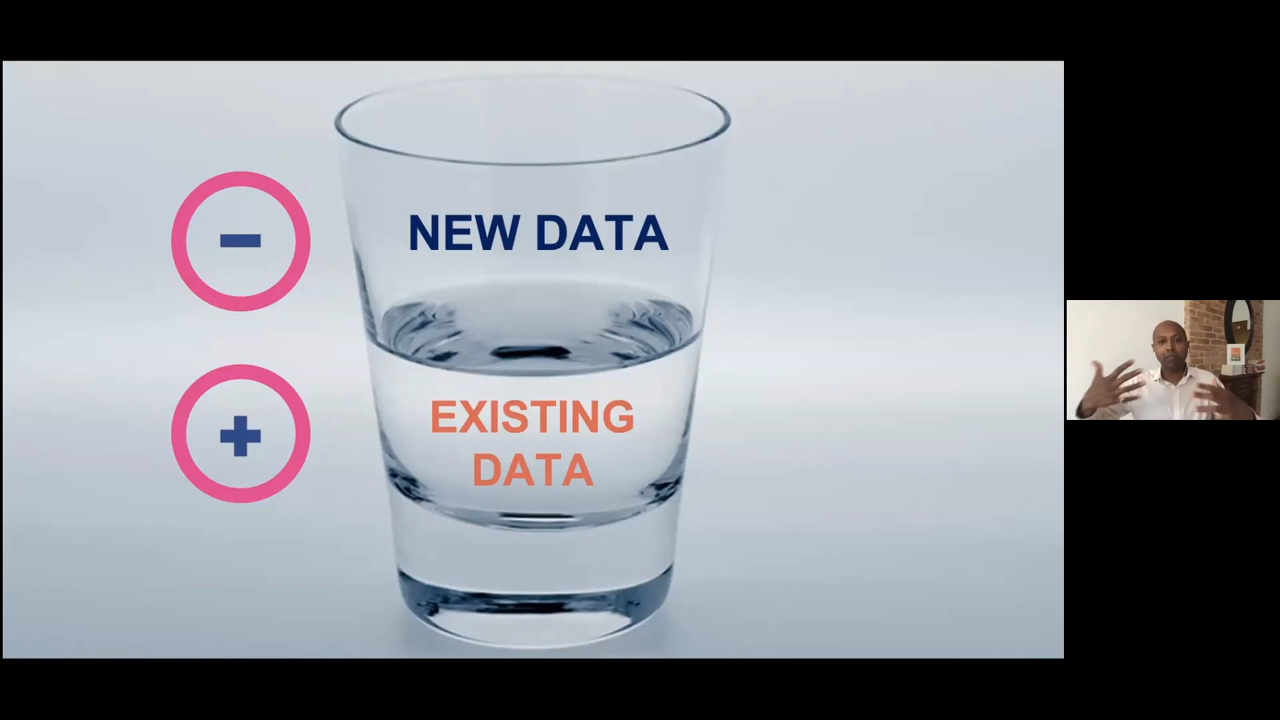 −
NEW DATA
+
EXISTING
DATA